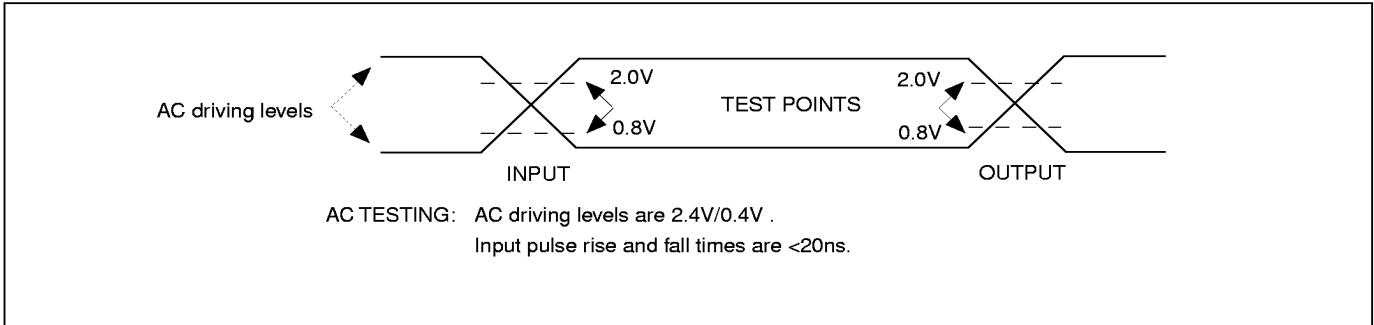 2.0V
2.0V
AC driving levels
TEST POINTS
0.8V
0.8V
INPUT
OUTPUT
AC TESTING: AC driving levels are 2.4V/0.4V .
Input pulse rise and fall times are <20ns.